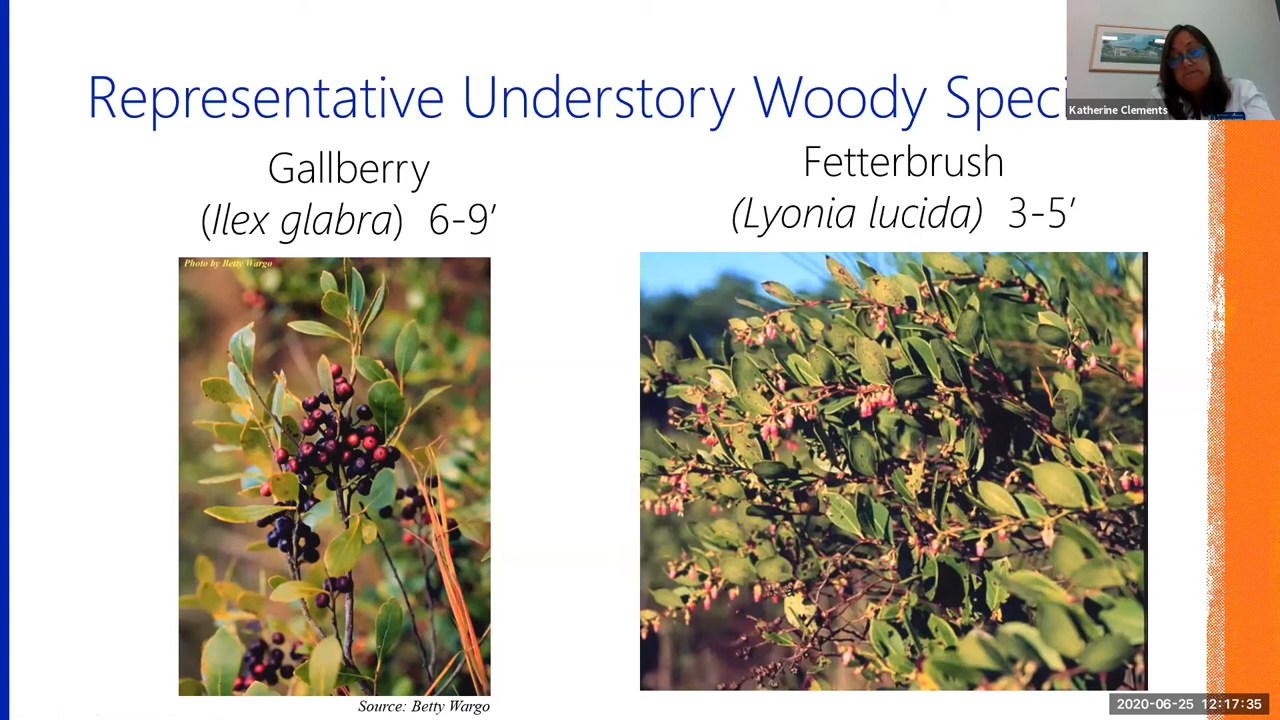 Representative Understory Woody Speci
Katherine Clements
Gallberry
(Ilex glabra) 6-9’
Fetterbrush
(Lyonia lucida) 3-5’
Photo by Betty Wargo
Source: Betty Wargo
2020-06-25 12:17:35